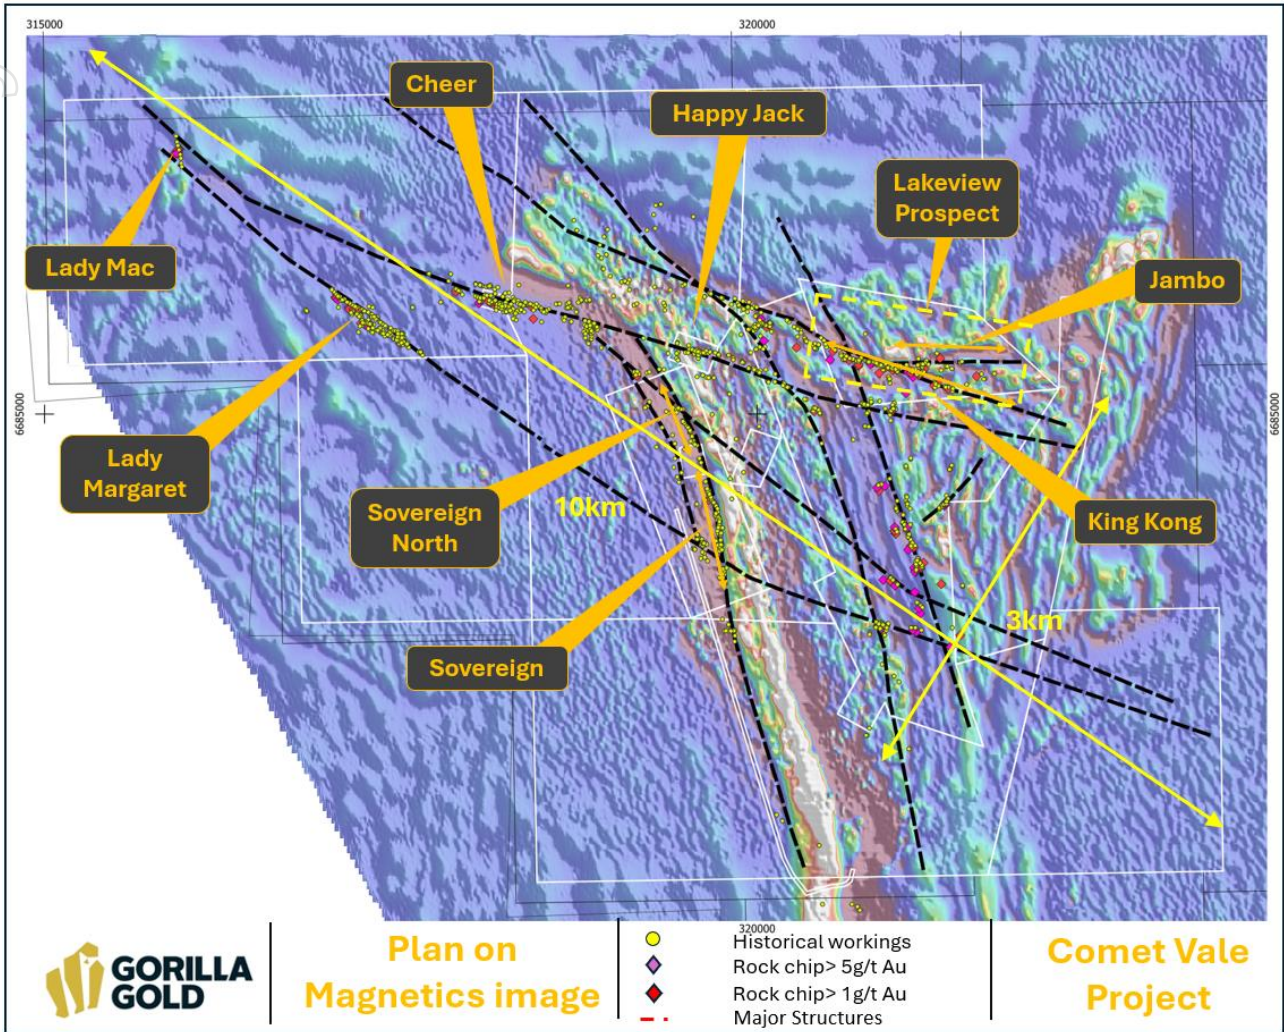 315000
320000
Cheer
Happy Jack
Lakeview
Prospect
Lady Mac
Jambo
6685000
6685000
Lady
Margaret
Sovereign
North
10km
King Kong
3km
Sovereign
320000
GORILLA
GOLD
Plan on
Magnetics image
Historical workings
Rock chip> 5g/t Au
Rock chip> 1g/t Au
Major Structures
Comet Vale
Project